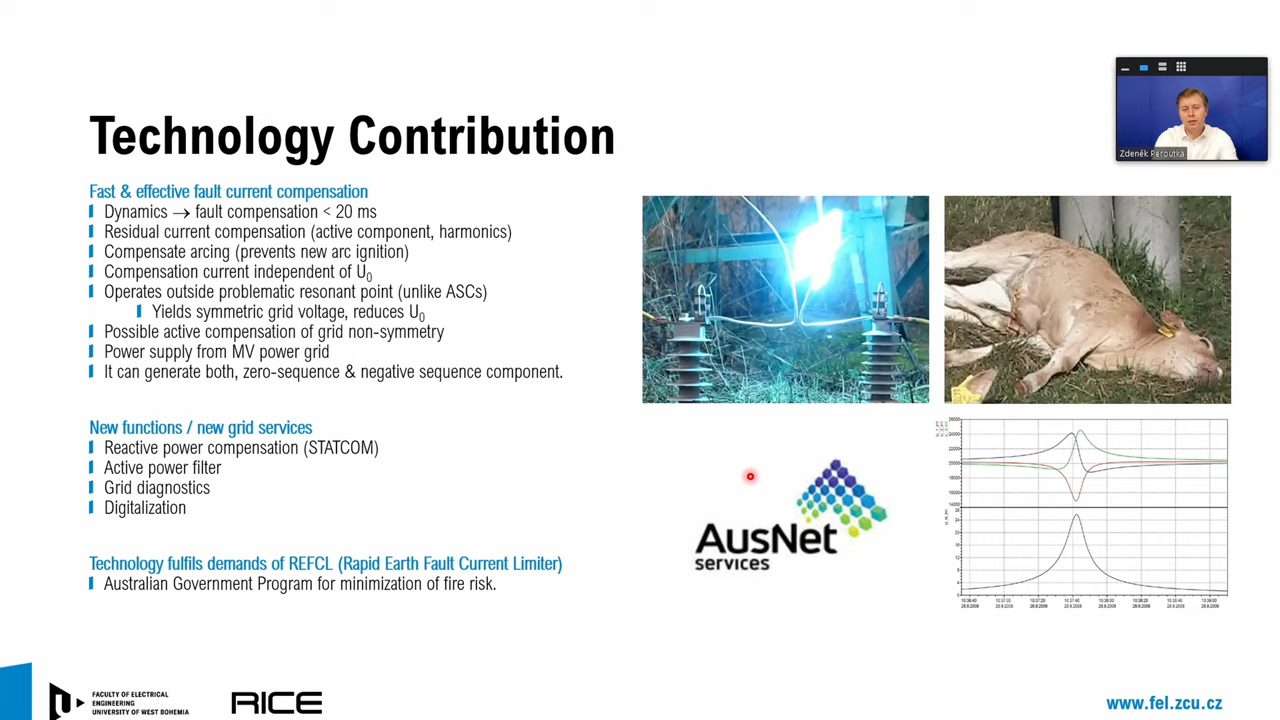 Technology Contribution
Zdeněk Peroutka
Fast & effective fault current compensation
Dynamics → fault compensation < 20 ms
Residual current compensation (active component, harmonics)
Compensate arcing (prevents new arc ignition)
Compensation current independent of U0
Operates outside problematic resonant point (unlike ASCs)
Yields symmetric grid voltage, reduces U0
Possible active compensation of grid non-symmetry
Power supply from MV power grid
It can generate both, zero-sequence & negative sequence component.
New functions / new grid services
Reactive power compensation (STATCOM)
Active power filter
Grid diagnostics
Digitalization
Technology fulfils demands of REFCL (Rapid Earth Fault Current Limiter)
Australian Government Program for minimization of fire risk.
AusNet
services
FACULTY OF ELECTRICAL
ENGINEERING
UNIVERSITY OF WEST BOHEMIA
RICE
www.fel.zcu.cz